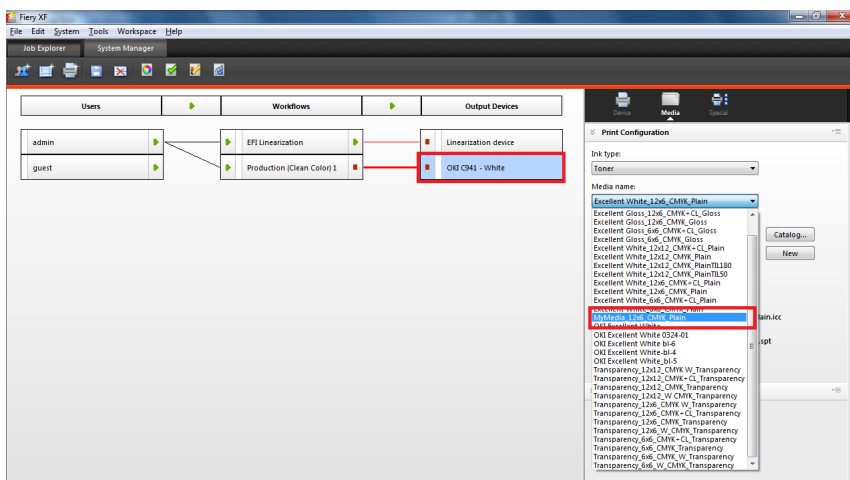 Fiery XF
File Edit System Tools Workspace Help
Job Explorer System Manager
Users Workflows Output Devices
admin EFI Linearization Linearization device
guest Production (Clean Color) 1 OKI C941 - White
Device Media Special
Print Configuration
Ink type:
Toner
Media name:
Excellent White_12x6_CMYK_Plain
Excellent Gloss_12x6_CMYK+CL_Gloss
Excellent Gloss_12x6_CMYK_Gloss
Excellent Gloss_6x6_CMYK+CL_Gloss
Excellent Gloss_6x6_CMYK_Gloss
Catalog...
Excellent White_12x12_CMYK+CL_Plain
Excellent White_12x12_CMYK_Plain
New
Excellent White_12x12_CMYK_PlainTIL180
Excellent White_12x12_CMYK_PlainTIL50
Excellent White_12x6_CMYK+CL_Plain
Excellent White_12x6_CMYK_Plain
Excellent White_6x6_CMYK+CL_Plain
Excellent White_6x6_CMYK_Plain
MyMedia_12x6_CMYK_Plain lain.icc
OKI Excellent White
OKI Excellent White 0324-01
.spt
OKI Excellent White bl-6
OKI Excellent White-bl-4
OKI Excellent White_bl-5
Transparency_12x12_CMYK W_Transparency
Transparency_12x12_CMYK+CL_Transparency
Transparency_12x12_CMYK_Tranparency
Transparency_12x12_W CMYK_Tranparency
Transparency_12x6_CMYK W_Transparency
Transparency_12x6_CMYK+CL_Transparency
Transparency_12x6_CMYK_Transparency
Transparency_12x6_W_CMYK_Transparency
Transparency_6x6_CMYK+CL_Transparency
Transparency_6x6_CMYK_Transparency
Transparency_6x6_CMYK_W_Transparency
Transparency_6x6_W_CMYK_Transparency